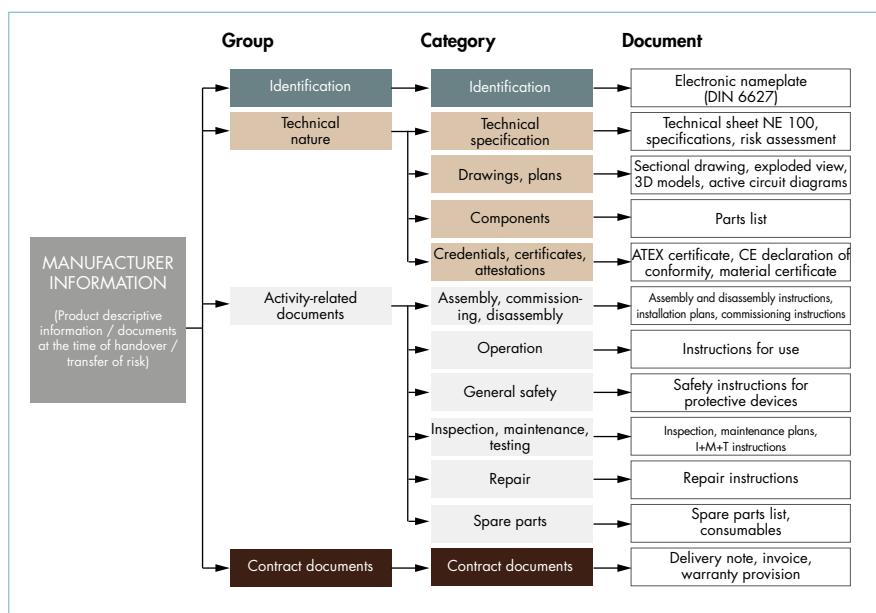 Group
Category
Document
Identification
Identification
Electronic nameplate
(DIN 6627)
Technical
nature
Technical
specification
Technical sheet NE 100,
specifications, risk assessment
Drawings, plans
Sectional drawing, exploded view,
3D models, active circuit diagrams
Components
Parts list
Credentials, certificates,
attestations
ATEX certificate, CE declaration of
conformity, material certificate
MANUFACTURER
INFORMATION
(Product descriptive
information / documents
at the time of handover /
transfer of risk)
Activity-related
documents
Assembly, commission-
ing, disassembly
Assembly and disassembly instructions,
installation plans, commissioning instructions
Operation
Instructions for use
General safety
Safety instructions for
protective devices
Inspection, maintenance,
testing
Inspection, maintenance plans,
I+M+T instructions
Repair
Repair instructions
Spare parts
Spare parts list,
consumables
Contract documents
Contract documents
Delivery note, invoice,
warranty provision